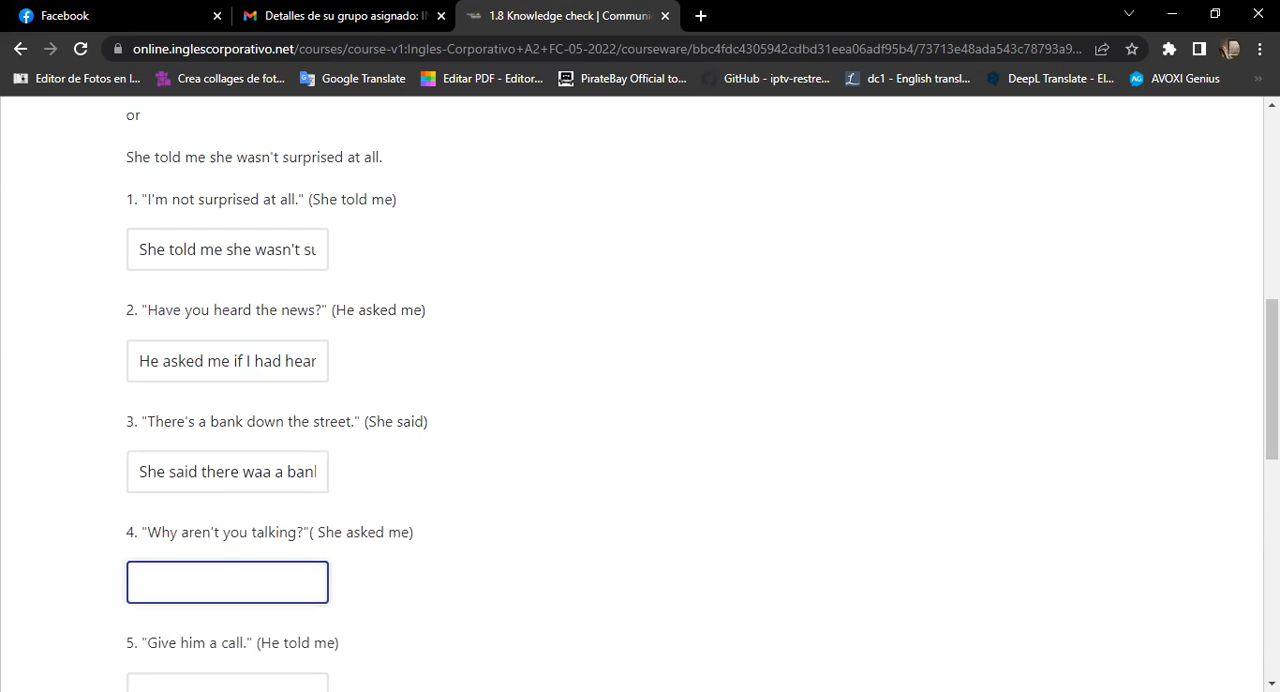 Facebook
Detalles de su grupo asignado: I
1.8 Knowledge check | Communi
online.inglescorporativo.net/courses/course-v1:Ingles-Corporativo+A2+FC-05-2022/courseware/bbc4fdc4305942cdbd31eea06adf95b4/73713e48ada543c78793a9...
Editor de Fotos en l...
Crea collages de fot...
Google Translate
Editar PDF - Editor...
PirateBay Official to...
GitHub - iptv-restre...
dc1 - English transl...
DeepL Translate - El...
AVOXI Genius
or
She told me she wasn't surprised at all.
1. "I'm not surprised at all." (She told me)
She told me she wasn't su
2. "Have you heard the news?" (He asked me)
He asked me if I had hear
3. "There's a bank down the street." (She said)
She said there waa a bank
4. "Why aren't you talking?"( She asked me)
5. "Give him a call." (He told me)